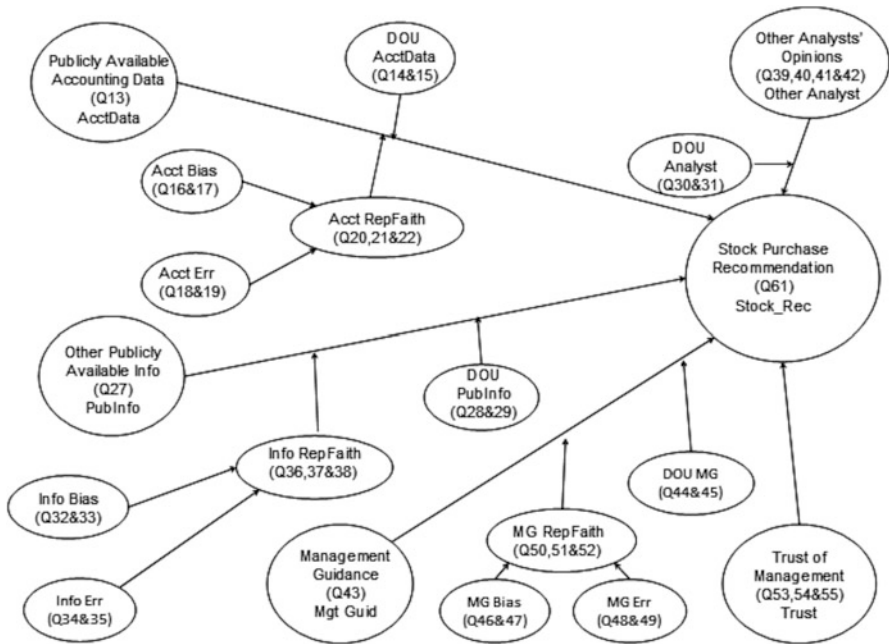 Publicly Available
Accounting Data
(Q13)
AcctData
DOU
AcctData
(Q14&15)
Other Analysts'
Opinions
(Q39,40,41&42)
Other Analyst
Acct Bias
(Q16&17)
DOU
Analyst
(Q30&31)
Acct RepFaith
(Q20,21&22)
Acct Err
(Q18&19)
Stock Purchase
Recommendation
(Q61)
Stock_Rec
Other Publicly
Available Info
(Q27)
PubInfo
DOU
PubInfo
(Q28&29)
Info RepFaith
(Q36,37&38)
DOU MG
(Q44&45)
Info Bias
(Q32&33)
Management
Guidance
(Q43)
Mgt Guid
MG RepFaith
(Q50,51&52)
Trust of
Management
(Q53,54&55)
Trust
Info Err
(Q34&35)
MG Bias
(Q46&47)
MG Err
(Q48&49)